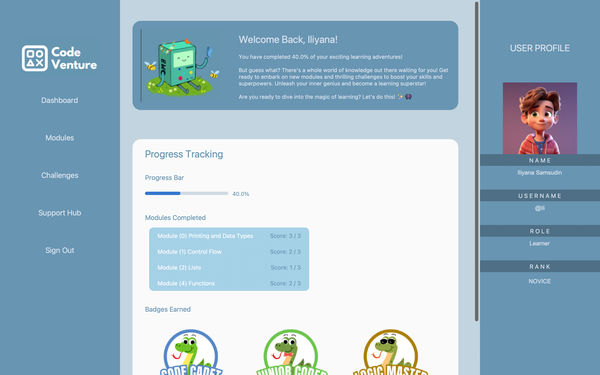 Code
Venture
Dashboard
Modules
Challenges
Support Hub
Sign Out
Welcome Back, Iliyana!
You have completed 40.0% of your exciting learning adventures!
But guess what? There's a whole world of knowledge out there waiting for you! Get
ready to embark on new modules and thrilling challenges to boost your skills and
superpowers. Unleash your inner genius and become a learning superstar!
Are you ready to dive into the magic of learning? Let's do this! ✨
Progress Tracking
Progress Bar
40.0%
Modules Completed
Module (0) Printing and Data Types Score: 3 / 3
Module (1) Control Flow Score: 2 / 3
Module (2) Lists Score: 1 / 3
Module (4) Functions Score: 2 / 3
Badges Earned
CODE CADET
JUNIOR CODER
LOGIC MASTER
USER PROFILE
NAME
Iliyana Samsudin
USERNAME
ROLE
Learner
RANK
NOVICE